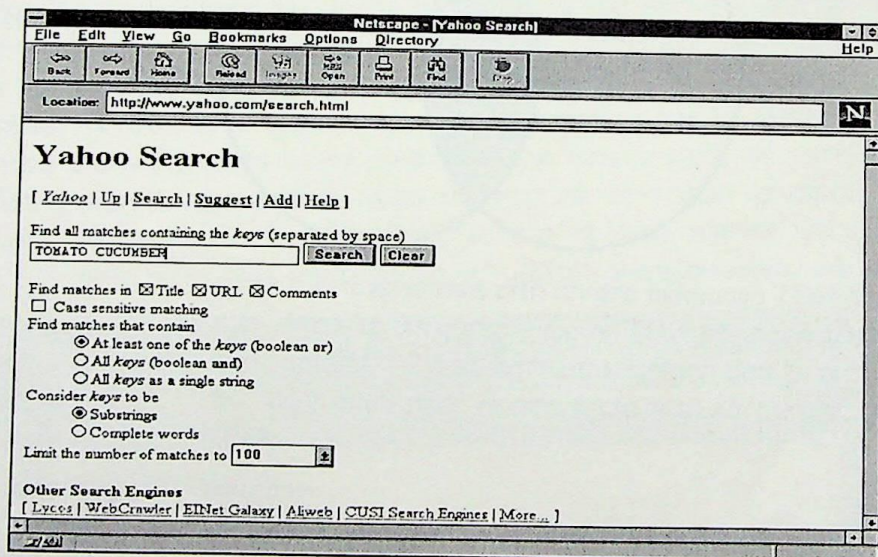 Netscape - [Yahoo Search]
File Edit View Go Bookmarks Options Directory Help
Back Forward Home Reload Images Open Print Find Stop
Location: http://www.yahoo.com/search.html N
Yahoo Search
[ Yahoo | Up | Search | Suggest | Add | Help ]
Find all matches containing the keys (separated by space)
TOMATO CUCUMBER Search Clear
Find matches in Title URL Comments
Case sensitive matching
Find matches that contain
At least one of the keys (boolean or)
All keys (boolean and)
All keys as a single string
Consider keys to be
Substrings
Complete words
Limit the number of matches to 100
Other Search Engines
[ Lycos | WebCrawler | EINet Galaxy | Aliweb | CUSI Search Engines | More... ]